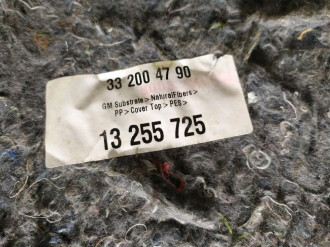 33 200 47 90
GM Substrate > NaturalFibers >
PP > Cover Top > PES >
13 255 725